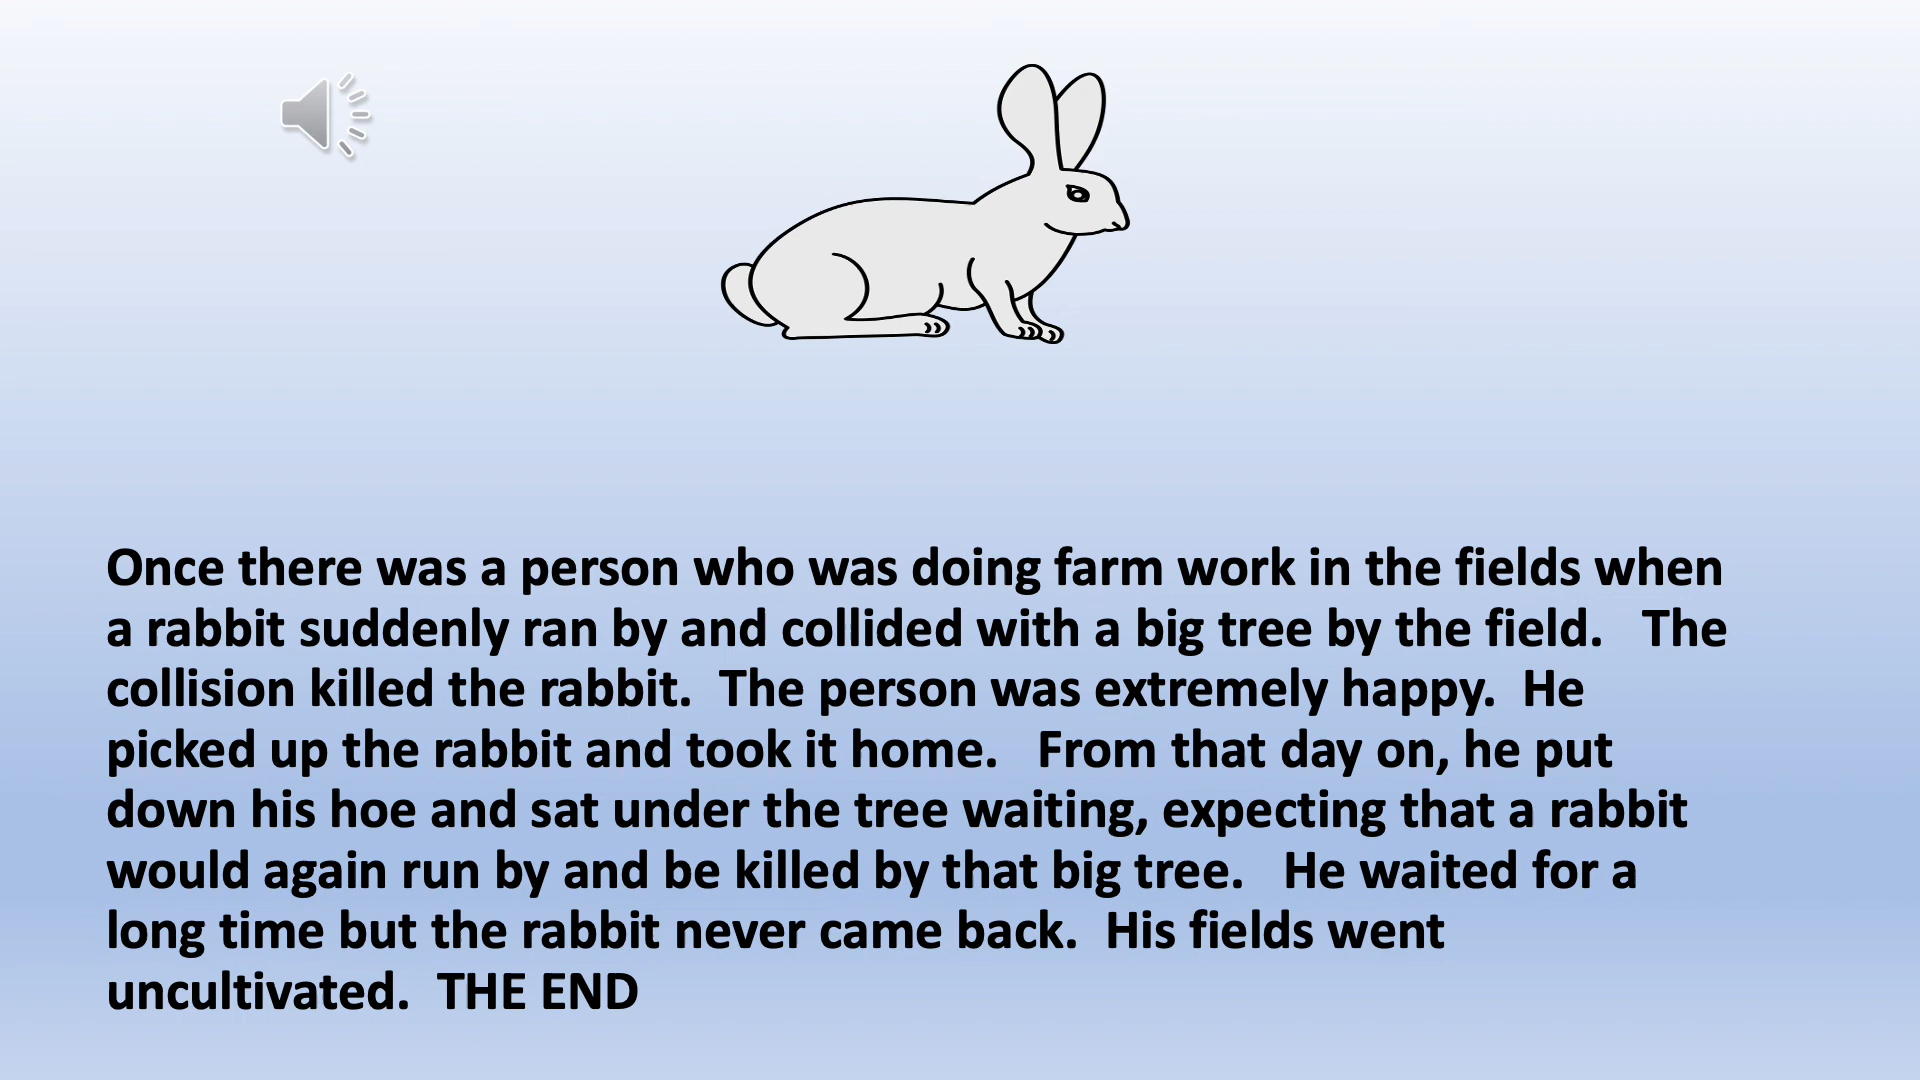 Once there was a person who was doing farm work in the fields when
a rabbit suddenly ran by and collided with a big tree by the field.   The
collision killed the rabbit.  The person was extremely happy.  He
picked up the rabbit and took it home.   From that day on, he put
down his hoe and sat under the tree waiting, expecting that a rabbit
would again run by and be killed by that big tree.   He waited for a
long time but the rabbit never came back.  His fields went
uncultivated.  THE END